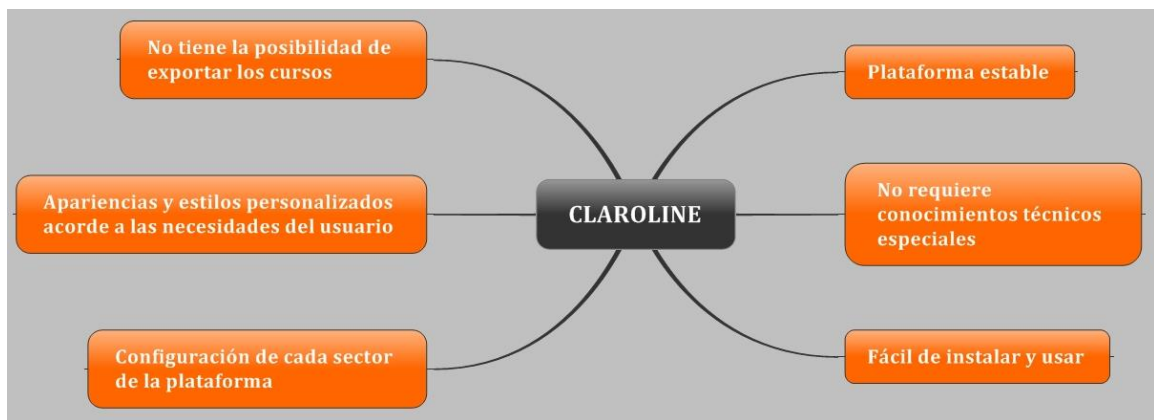 No tiene la posibilidad de
exportar los cursos
Apariencias y estilos personalizados
acorde a las necesidades del usuario
Configuración de cada sector
de la plataforma
CLAROLINE
Plataforma estable
No requiere
conocimientos técnicos
especiales
Fácil de instalar y usar